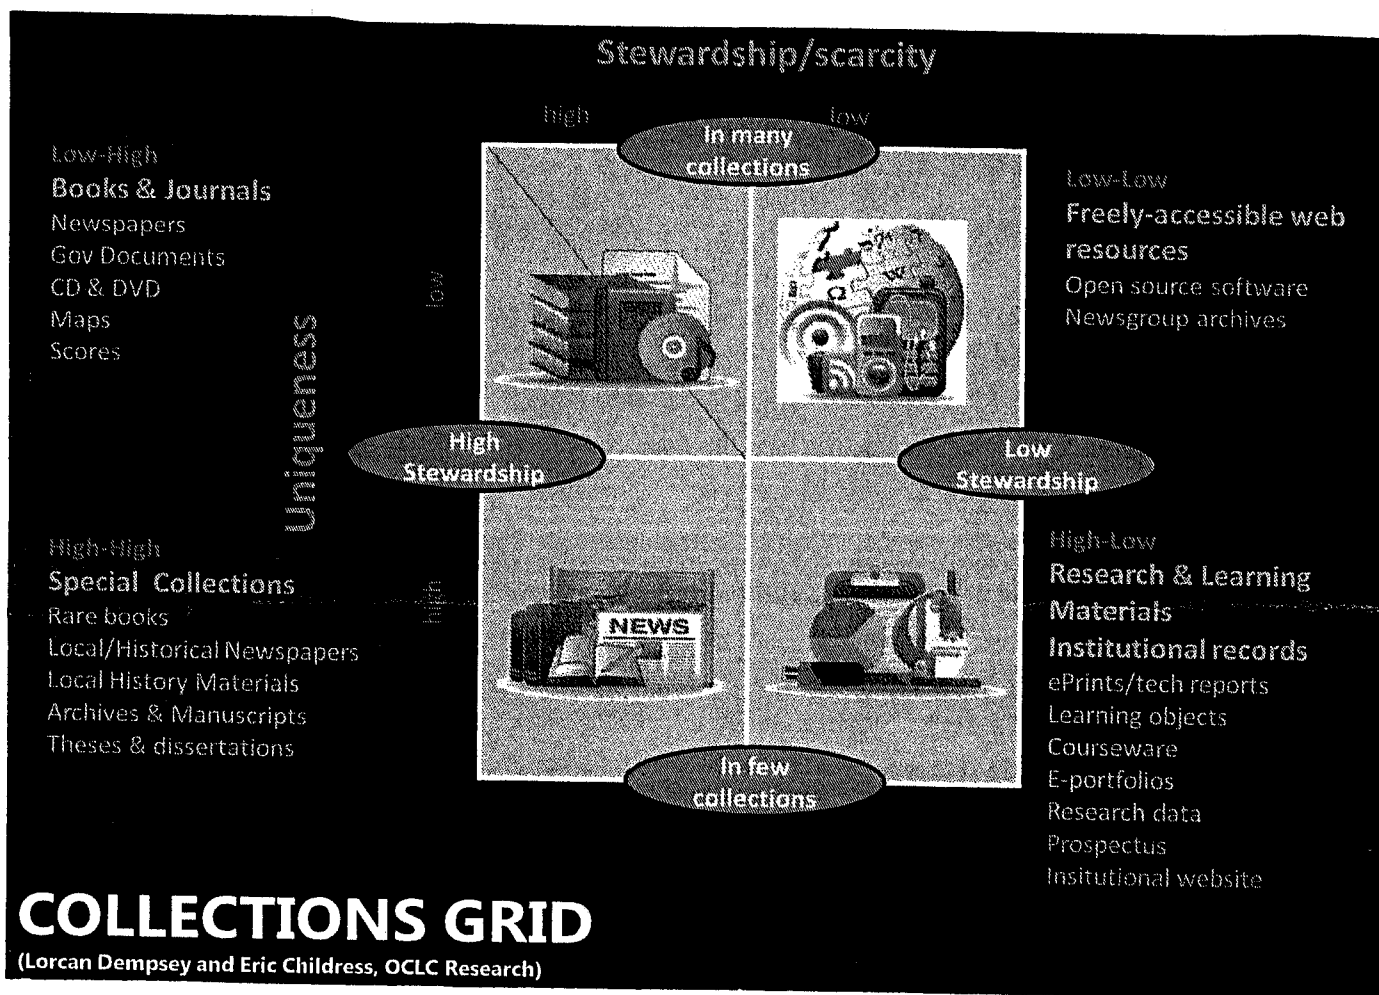 Stewardship/scarcity
high
low
In many
collections
Low-High
Books & Journals
Newspapers
Gov Documents
CD & DVD
Maps
Scores
Uniqueness
low
high
Low-Low
Freely-accessible web
resources
Open source software
Newsgroup archives
High
Stewardship
Low
Stewardship
High-High
Special Collections
Rare books
Local/Historical Newspapers
Local History Materials
Archives & Manuscripts
Theses & dissertations
NEWS
High-Low
Research & Learning
Materials
Institutional records
ePrints/tech reports
Learning objects
Courseware
E-portfolios
Research data
Prospectus
Insitutional website
In few
collections
W
Ω
COLLECTIONS GRID
(Lorcan Dempsey and Eric Childress, OCLC Research)